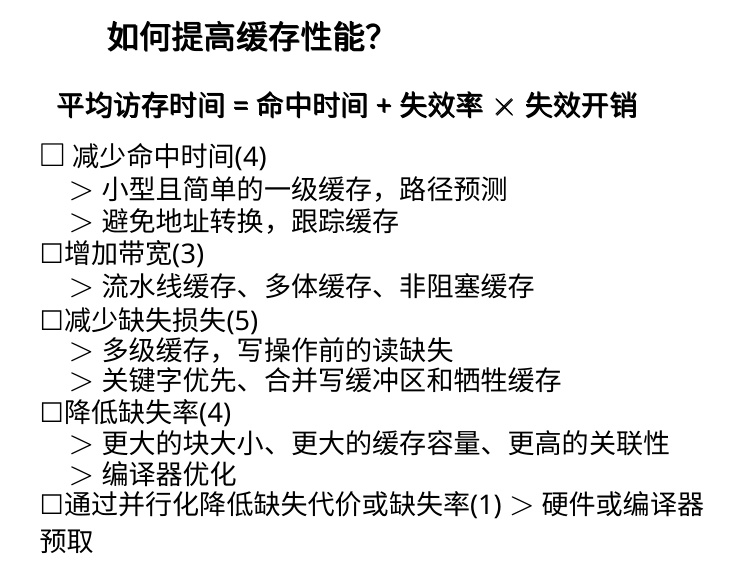 如何提高缓存性能？
平均访存时间 = 命中时间 + 失效率 × 失效开销
□ 减少命中时间(4)
＞ 小型且简单的一级缓存，路径预测
＞ 避免地址转换，跟踪缓存
□增加带宽(3)
＞ 流水线缓存、多体缓存、非阻塞缓存
□减少缺失损失(5)
＞ 多级缓存，写操作前的读缺失
＞ 关键字优先、合并写缓冲区和牺牲缓存
□降低缺失率(4)
＞ 更大的块大小、更大的缓存容量、更高的关联性
＞ 编译器优化
□通过并行化降低缺失代价或缺失率(1) ＞ 硬件或编译器
预取